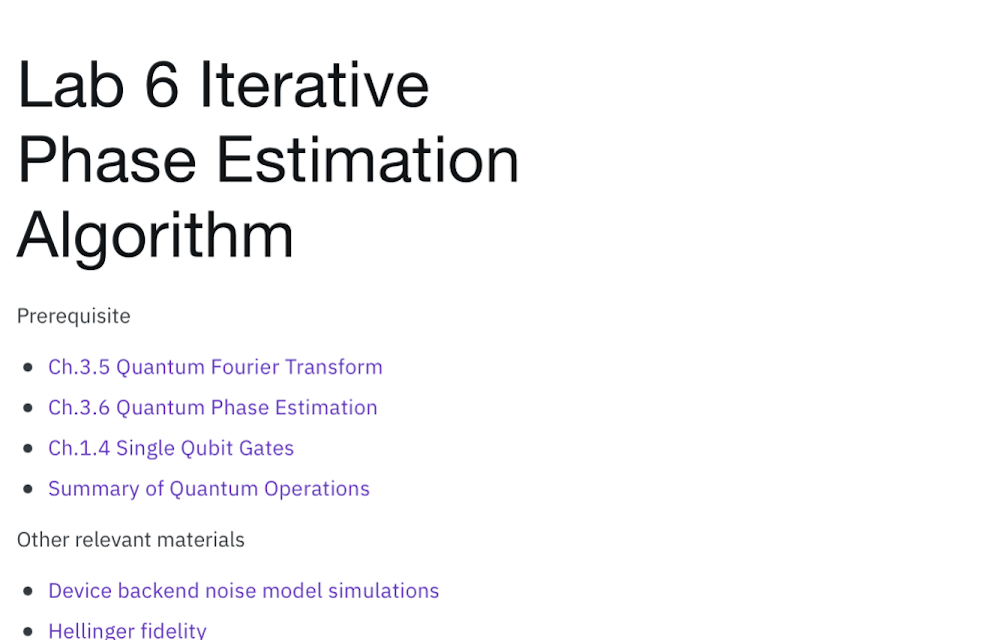 Lab 6 Iterative
Phase Estimation
Algorithm
Prerequisite
Ch.3.5 Quantum Fourier Transform
Ch.3.6 Quantum Phase Estimation
Ch.1.4 Single Qubit Gates
Summary of Quantum Operations
Other relevant materials
Device backend noise model simulations
Hellinger fidelity